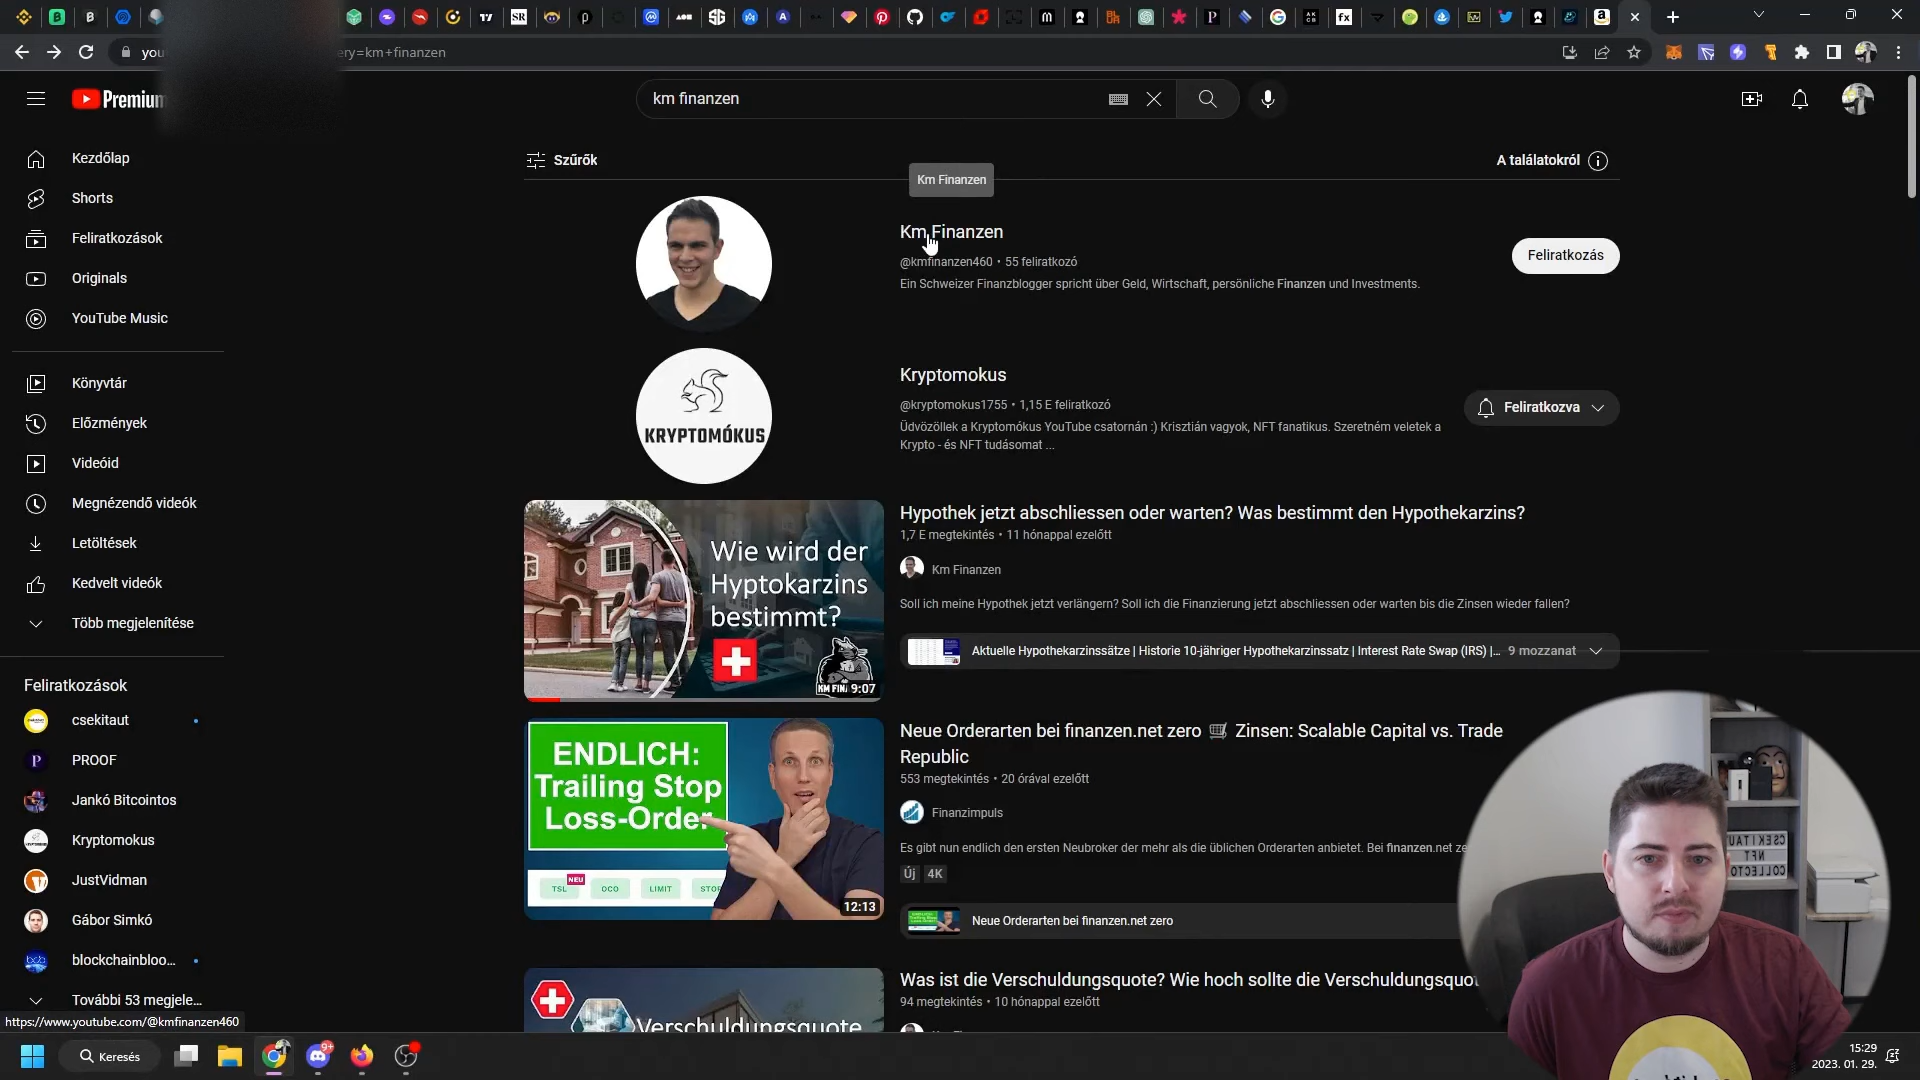 ery=km+finanzen
Premium
km finanzen
Kezdőlap
Shorts
Feliratkozások
Originals
YouTube Music
Könyvtár
Előzmények
Videóid
Megnézendő videók
Letöltések
Kedvelt videók
Több megjelenítése
Feliratkozások
csekitaut
PROOF
Jankó Bitcointos
Kryptomokus
JustVidman
Gábor Simkó
blockchainbloo...
További 53 megjele...
https://www.youtube.com/@kmfinanzen460
Szűrők
A találatokról
Km Finanzen
Km Finanzen
@kmfinanzen460 • 55 feliratkozó
Ein Schweizer Finanzblogger spricht über Geld, Wirtschaft, persönliche Finanzen und Investments.
Feliratkozás
KRYPTOMÓKUS
Kryptomokus
@kryptomokus1755 • 1,15 E feliratkozó
Üdvözöllek a Kryptomókus YouTube csatornán :) Krisztián vagyok, NFT fanatikus. Szeretném veletek a
Krypto - és NFT tudásomat ...
Feliratkozva
Wie wird der
Hyptokarzins
bestimmt?
9:07
Hypothek jetzt abschliessen oder warten? Was bestimmt den Hypothekarzins?
1,7 E megtekintés • 11 hónappal ezelőtt
Km Finanzen
Soll ich meine Hypothek jetzt verlängern? Soll ich die Finanzierung jetzt abschliessen oder warten bis die Zinsen wieder fallen?
Aktuelle Hypothekarzinssätze | Historie 10-jähriger Hypothekarzinssatz | Interest Rate Swap (IRS) |... 9 mozzanat
ENDLICH:
Trailing Stop
Loss-Order
NEU
TSL OCO LIMIT STOP
12:13
Neue Orderarten bei finanzen.net zero 🛒 Zinsen: Scalable Capital vs. Trade
Republic
553 megtekintés • 20 órával ezelőtt
Finanzimpuls
Es gibt nun endlich den ersten Neubroker der mehr als die üblichen Orderarten anbietet. Bei finanzen.net ze
Új 4K
Neue Orderarten bei finanzen.net zero
Verschuldungsquote
Was ist die Verschuldungsquote? Wie hoch sollte die Verschuldungsquot
94 megtekintés • 10 hónappal ezelőtt
CSEKITAUT
NFT
COLLECTOR
Keresés
9+
15:29
2023. 01. 29.